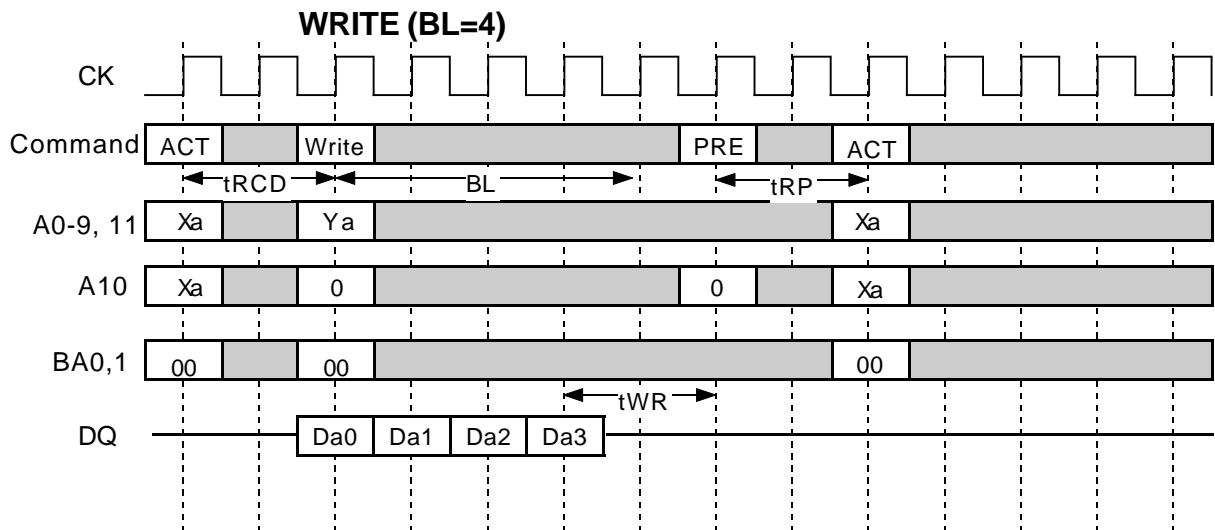 WRITE (BL=4)
CK
Command ACT Write PRE ACT
tRCD BL tRP
A0-9, 11 Xa Ya Xa
A10 Xa 0 0 Xa
BA0,1 00 00 00
tWR
DQ Da0 Da1 Da2 Da3